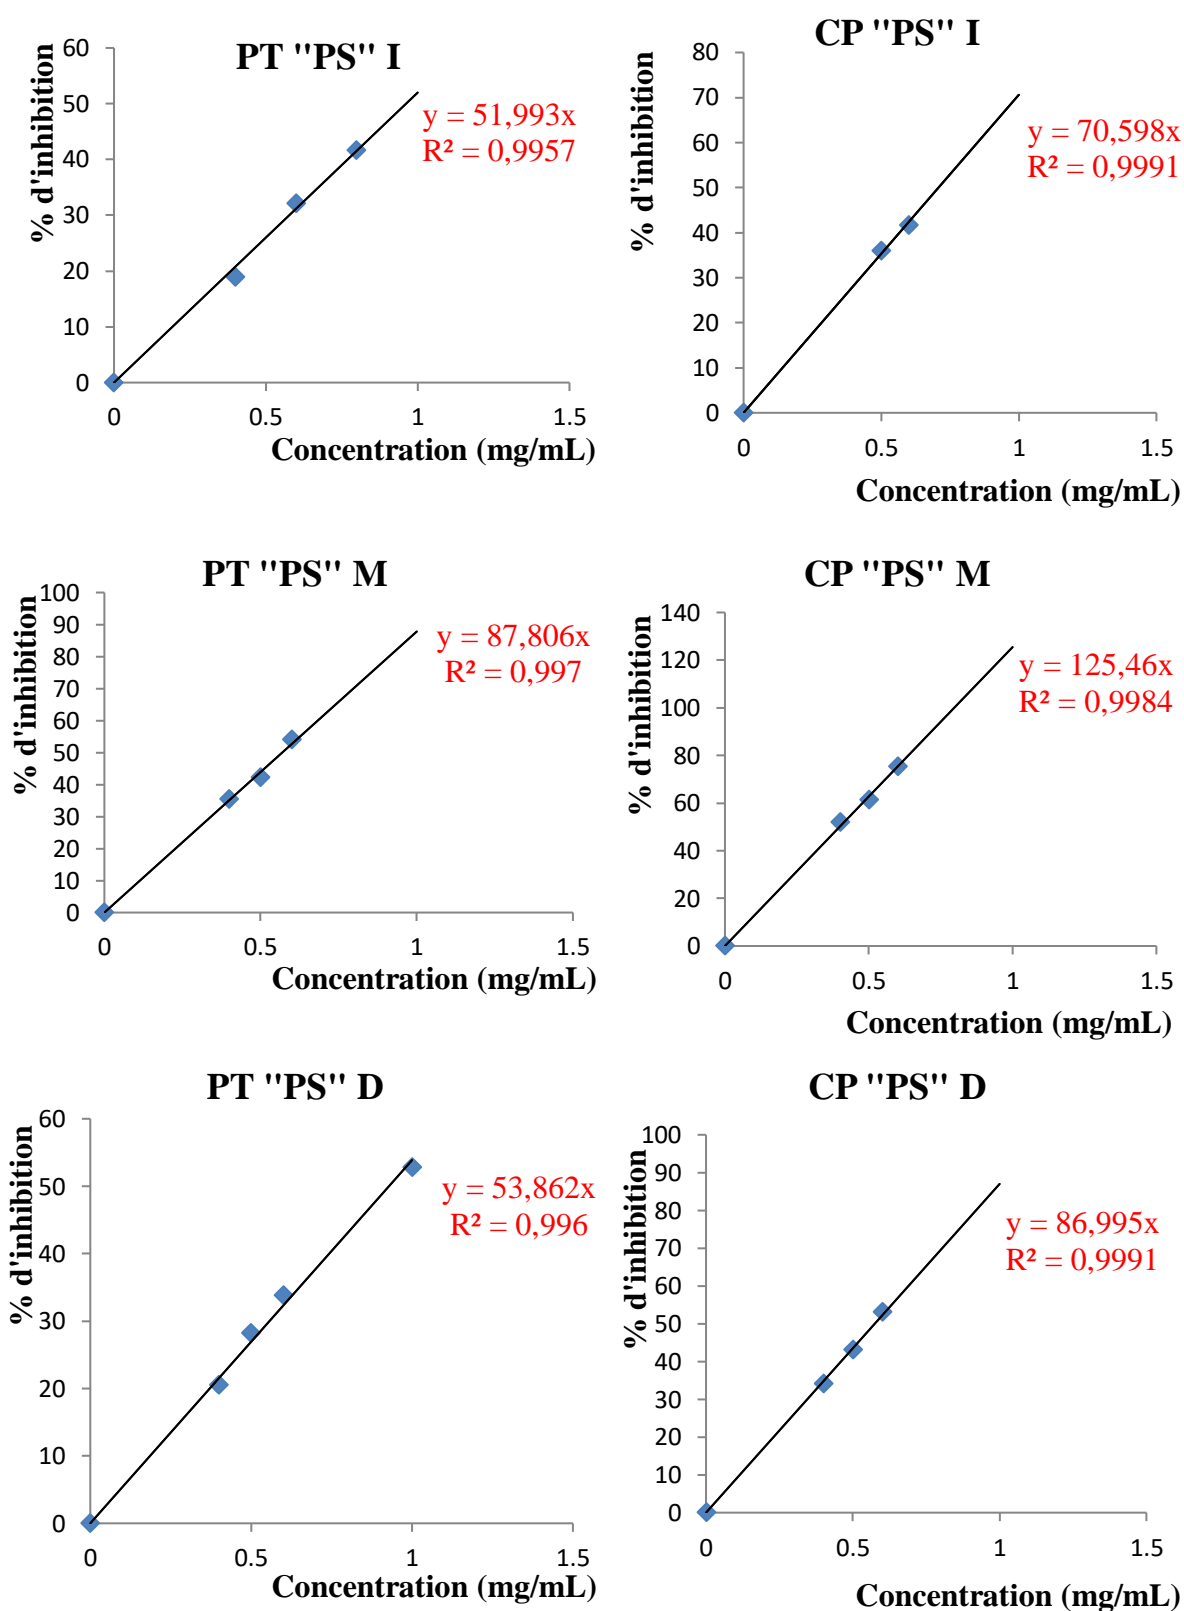 PT "PS" I
% d'inhibition
60
50
40
30
20
10
0
y = 51,993x
R² = 0,9957
0 0.5 1 1.5
Concentration (mg/mL)
CP "PS" I
% d'inhibition
80
70
60
50
40
30
20
10
0
y = 70,598x
R² = 0,9991
0 0.5 1 1.5
Concentration (mg/mL)
PT "PS" M
% d'inhibition
100
90
80
70
60
50
40
30
20
10
0
y = 87,806x
R² = 0,997
0 0.5 1 1.5
Concentration (mg/mL)
CP "PS" M
% d'inhibition
140
120
100
80
60
40
20
0
y = 125,46x
R² = 0,9984
0 0.5 1 1.5
Concentration (mg/mL)
PT "PS" D
% d'inhibition
60
50
40
30
20
10
0
y = 53,862x
R² = 0,996
0 0.5 1 1.5
Concentration (mg/mL)
CP "PS" D
% d'inhibition
100
90
80
70
60
50
40
30
20
10
0
y = 86,995x
R² = 0,9991
0 0.5 1 1.5
Concentration (mg/mL)